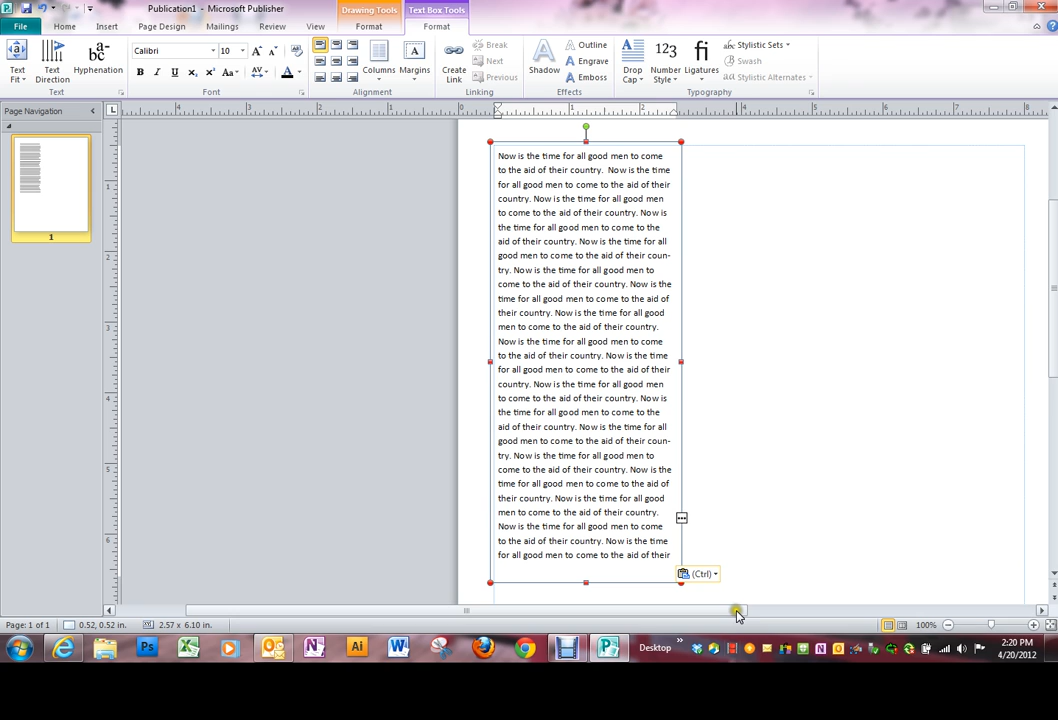 Publication1 - Microsoft Publisher
Drawing Tools
Text Box Tools
File
Home
Insert
Page Design
Mailings
Review
View
Format
Format
Calibri
10
Text Fit
Text Direction
Hyphenation
Columns
Margins
Create Link
Break
Next
Previous
Shadow
Outline
Engrave
Emboss
Drop Cap
Number Style
Ligatures
Stylistic Sets
Swash
Stylistic Alternates
Text
Font
Alignment
Linking
Effects
Typography
Page Navigation
1
Now is the time for all good men to come
to the aid of their country.  Now is the time
for all good men to come to the aid of their
country. Now is the time for all good men
to come to the aid of their country. Now is
the time for all good men to come to the
aid of their country. Now is the time for all
good men to come to the aid of their coun-
try. Now is the time for all good men to
come to the aid of their country. Now is the
time for all good men to come to the aid of
their country. Now is the time for all good
men to come to the aid of their country.
Now is the time for all good men to come
to the aid of their country. Now is the time
for all good men to come to the aid of their
country. Now is the time for all good men
to come to the aid of their country. Now is
the time for all good men to come to the
aid of their country. Now is the time for all
good men to come to the aid of their coun-
try. Now is the time for all good men to
come to the aid of their country. Now is the
time for all good men to come to the aid of
their country. Now is the time for all good
men to come to the aid of their country.
Now is the time for all good men to come
to the aid of their country. Now is the time
for all good men to come to the aid of their
(Ctrl)
Page: 1 of 1
0.52, 0.52 in.
2.57 x 6.10 in.
100%
Desktop
2:20 PM
4/20/2012